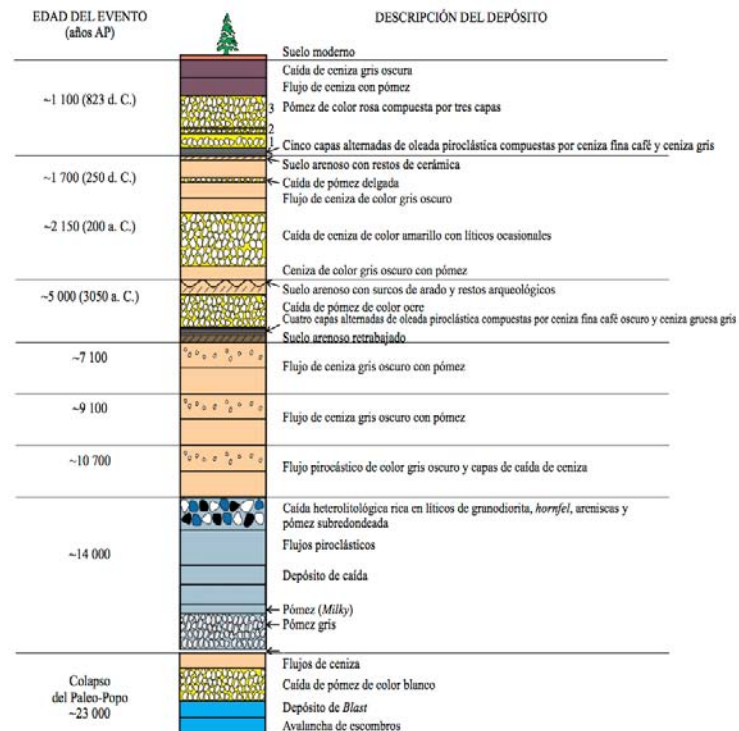 EDAD DEL EVENTO
(años AP)
DESCRIPCIÓN DEL DEPÓSITO
Suelo moderno
Caída de ceniza gris oscura
Flujo de ceniza con pómez
~1 100 (823 d. C.)
3
Pómez de color rosa compuesta por tres capas
2
1
Cinco capas alternadas de oleada piroclástica compuestas por ceniza fina café y ceniza gris
Suelo arenoso con restos de cerámica
~1 700 (250 d. C.)
Caída de pómez delgada
Flujo de ceniza de color gris oscuro
~2 150 (200 a. C.)
Caída de ceniza de color amarillo con líticos ocasionales
Ceniza de color gris oscuro con pómez
Suelo arenoso con surcos de arado y restos arqueológicos
~5 000 (3050 a. C.)
Caída de pómez de color ocre
Cuatro capas alternadas de oleada piroclástica compuestas por ceniza fina café oscuro y ceniza gruesa gris
Suelo arenoso retrabajado
~7 100
Flujo de ceniza gris oscuro con pómez
~9 100
Flujo de ceniza gris oscuro con pómez
~10 700
Flujo pirocástico de color gris oscuro y capas de caída de ceniza
Caída heterolitológica rica en líticos de granodiorita, hornfel, areniscas y
pómez subredondeada
~14 000
Flujos piroclásticos
Depósito de caída
Pómez (Milky)
Pómez gris
Flujos de ceniza
Colapso
del Paleo-Popo
~23 000
Caída de pómez de color blanco
Depósito de Blast
Avalancha de escombros